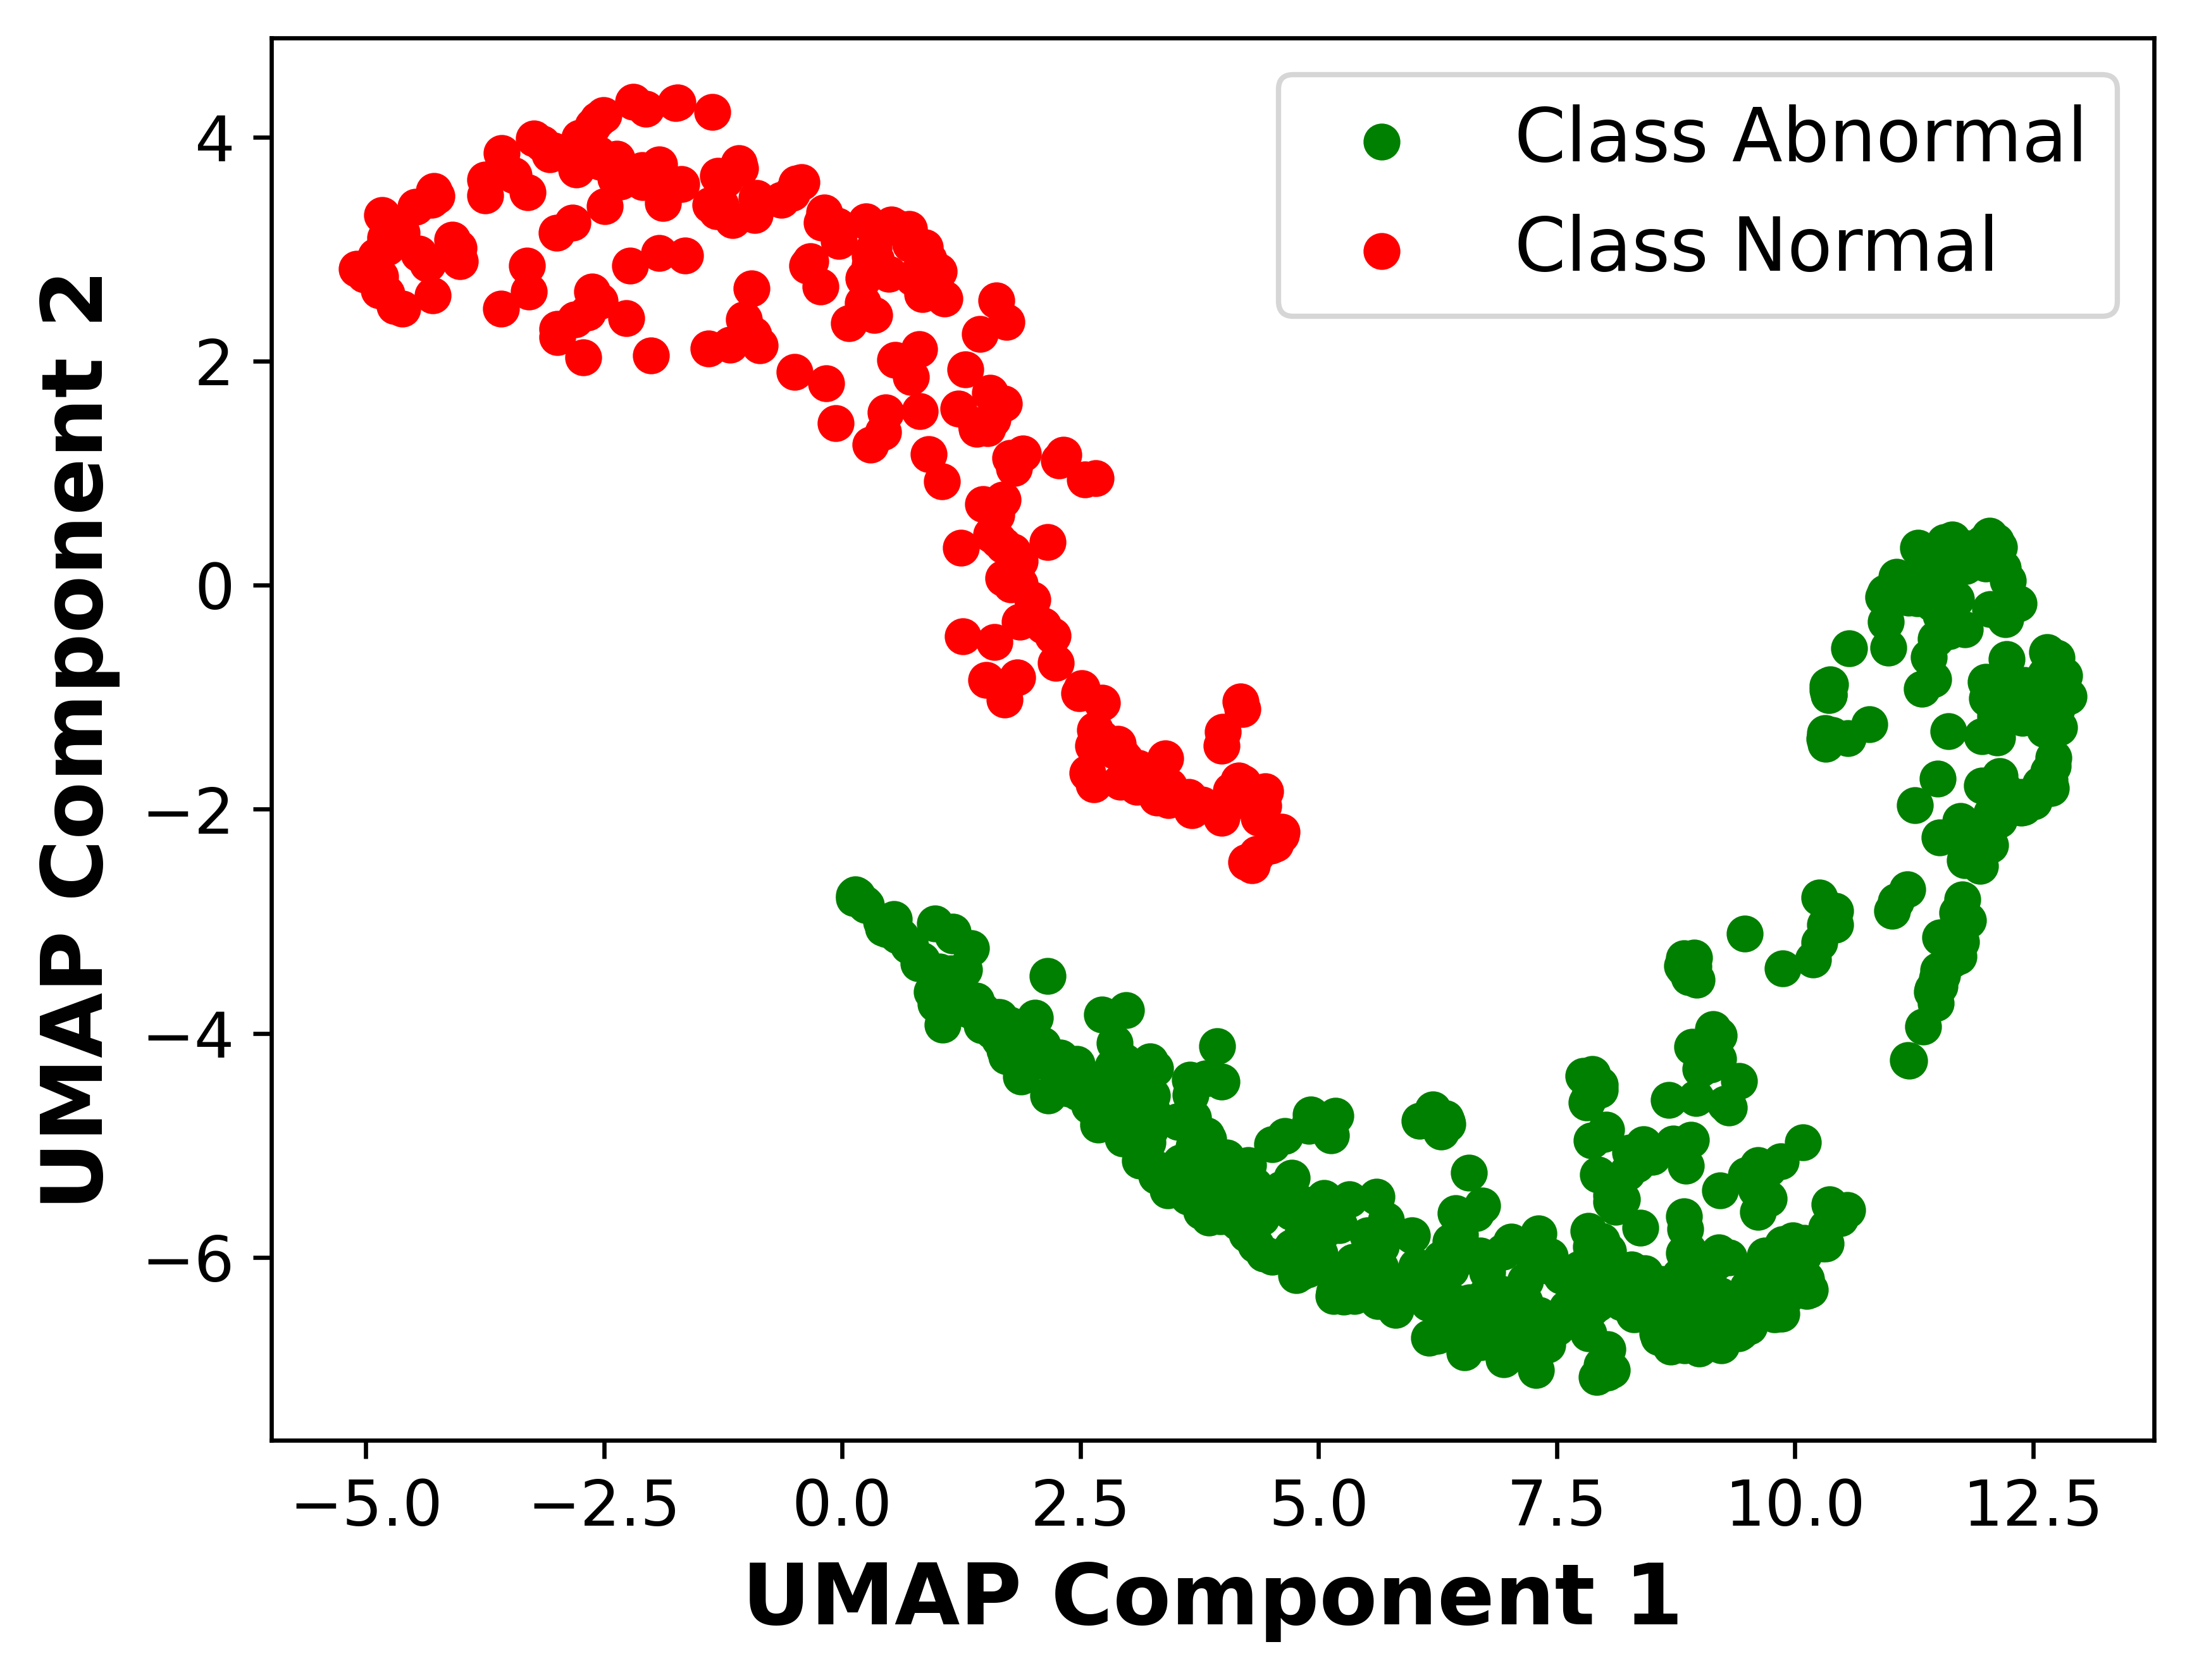 Class Abnormal
Class Normal
UMAP Component 2
4
2
0
−2
−4
−6
−5.0 −2.5 0.0 2.5 5.0 7.5 10.0 12.5
UMAP Component 1